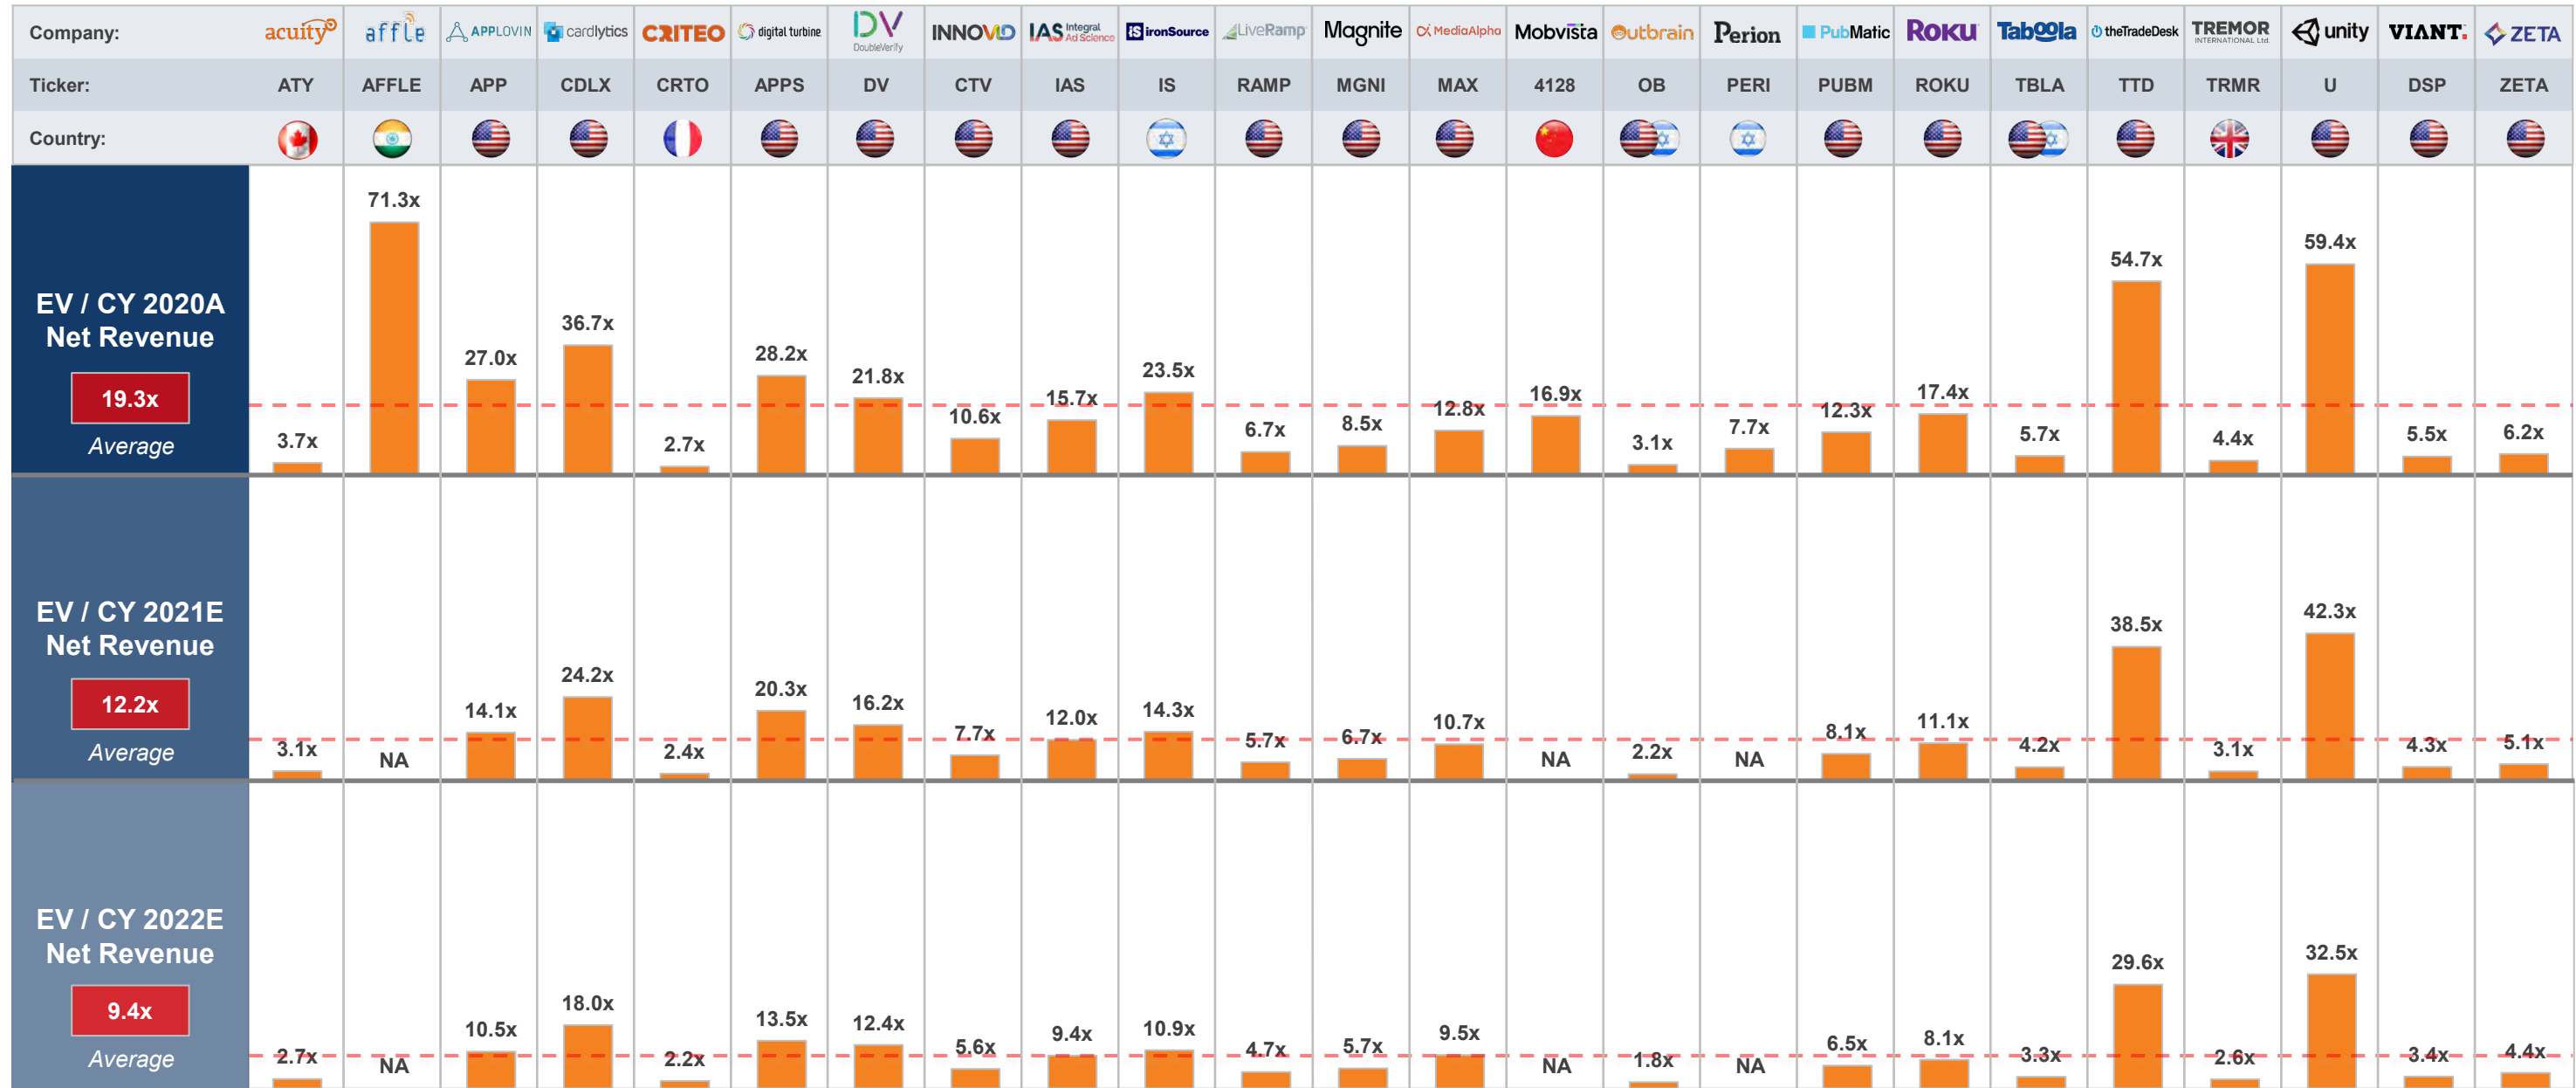 Company: acuity affle APPLOVIN cardlytics CRITEO digital turbine DV DoubleVerify INNOVID IAS Integral Ad Science iS ironSource LiveRamp Magnite MediaAlpha Mobvista Outbrain Perion PubMatic ROKU Taboola theTradeDesk TREMOR INTERNATIONAL Ltd. unity VIANT. ZETA
Ticker: ATY AFFLE APP CDLX CRTO APPS DV CTV IAS IS RAMP MGNI MAX 4128 OB PERI PUBM ROKU TBLA TTD TRMR U DSP ZETA
Country:
EV / CY 2020A
Net Revenue
19.3x
Average
3.7x 71.3x 27.0x 36.7x 2.7x 28.2x 21.8x 10.6x 15.7x 23.5x 6.7x 8.5x 12.8x 16.9x 3.1x 7.7x 12.3x 17.4x 5.7x 54.7x 4.4x 59.4x 5.5x 6.2x
EV / CY 2021E
Net Revenue
12.2x
Average
3.1x NA 14.1x 24.2x 2.4x 20.3x 16.2x 7.7x 12.0x 14.3x 5.7x 6.7x 10.7x NA 2.2x NA 8.1x 11.1x 4.2x 38.5x 3.1x 42.3x 4.3x 5.1x
EV / CY 2022E
Net Revenue
9.4x
Average
2.7x NA 10.5x 18.0x 2.2x 13.5x 12.4x 5.6x 9.4x 10.9x 4.7x 5.7x 9.5x NA 1.8x NA 6.5x 8.1x 3.3x 29.6x 2.6x 32.5x 3.4x 4.4x